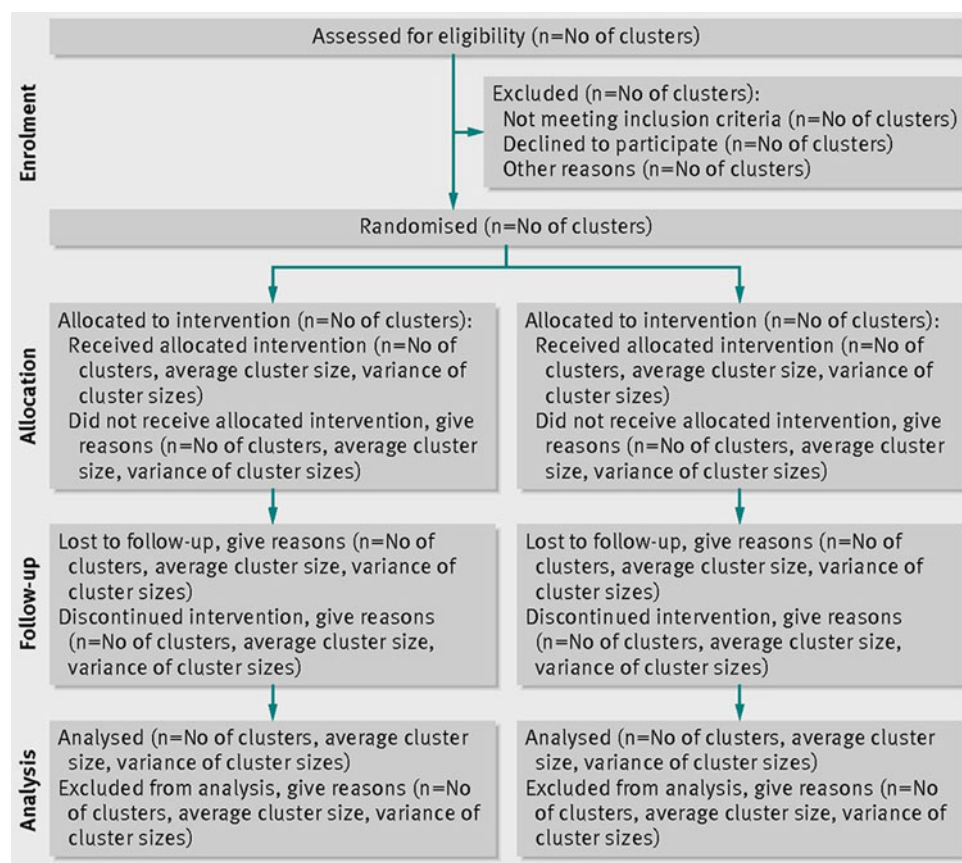 Assessed for eligibility (n=No of clusters)
Enrolment
Excluded (n=No of clusters):
Not meeting inclusion criteria (n=No of clusters)
Declined to participate (n=No of clusters)
Other reasons (n=No of clusters)
Randomised (n=No of clusters)
Allocation
Allocated to intervention (n=No of clusters):
Received allocated intervention (n=No of
clusters, average cluster size, variance of
cluster sizes)
Did not receive allocated intervention, give
reasons (n=No of clusters, average cluster
size, variance of cluster sizes)
Allocated to intervention (n=No of clusters):
Received allocated intervention (n=No of
clusters, average cluster size, variance of
cluster sizes)
Did not receive allocated intervention, give
reasons (n=No of clusters, average cluster
size, variance of cluster sizes)
Follow-up
Lost to follow-up, give reasons (n=No of
clusters, average cluster size, variance of
cluster sizes)
Discontinued intervention, give reasons
(n=No of clusters, average cluster size,
variance of cluster sizes)
Lost to follow-up, give reasons (n=No of
clusters, average cluster size, variance of
cluster sizes)
Discontinued intervention, give reasons
(n=No of clusters, average cluster size,
variance of cluster sizes)
Analysis
Analysed (n=No of clusters, average cluster
size, variance of cluster sizes)
Excluded from analysis, give reasons (n=No
of clusters, average cluster size, variance of
cluster sizes)
Analysed (n=No of clusters, average cluster
size, variance of cluster sizes)
Excluded from analysis, give reasons (n=No
of clusters, average cluster size, variance of
cluster sizes)